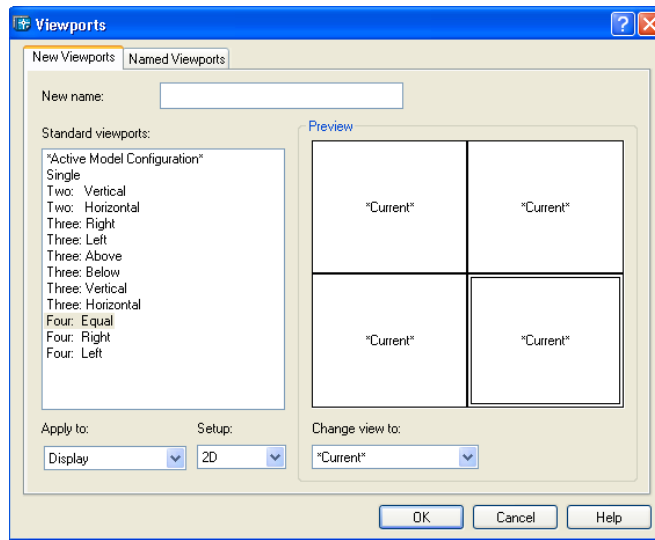 Viewports
New Viewports
Named Viewports
New name:
Standard viewports:
*Active Model Configuration*
Single
Two: Vertical
Two: Horizontal
Three: Right
Three: Left
Three: Above
Three: Below
Three: Vertical
Three: Horizontal
Four: Equal
Four: Right
Four: Left
Preview
*Current* *Current*
*Current* *Current*
Apply to: Setup:
Display 2D
Change view to:
*Current*
OK Cancel Help